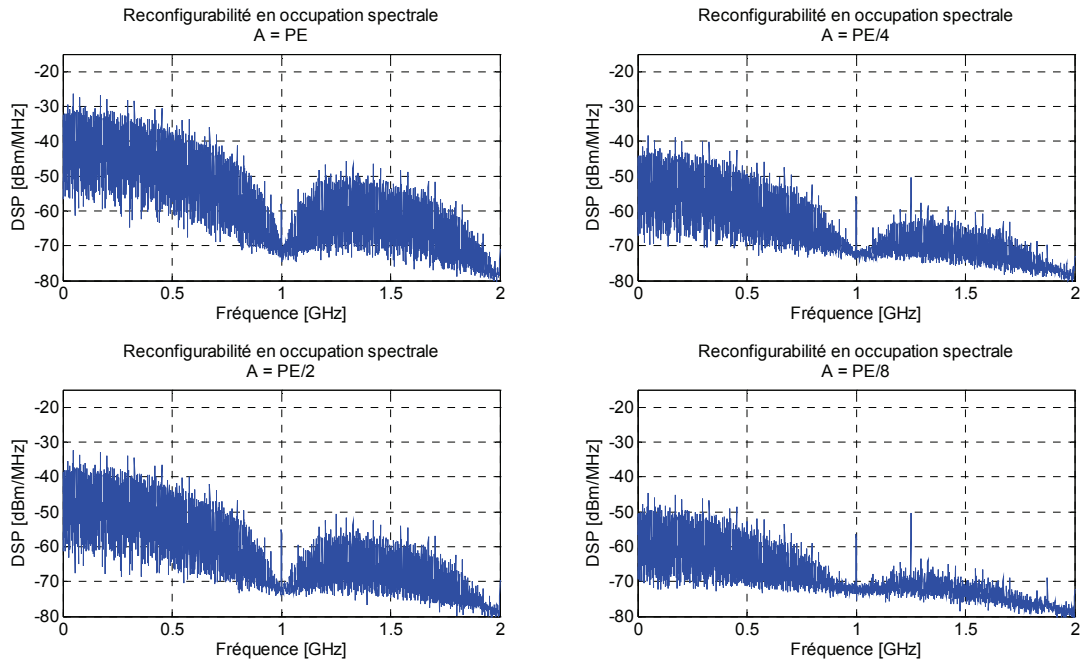 Reconfigurabilité en occupation spectrale
A = PE
-20
-30
-40
-50
-60
-70
-80
DSP [dBm/MHz]
0 0.5 1 1.5 2
Fréquence [GHz]
Reconfigurabilité en occupation spectrale
A = PE/4
-20
-30
-40
-50
-60
-70
-80
DSP [dBm/MHz]
0 0.5 1 1.5 2
Fréquence [GHz]
Reconfigurabilité en occupation spectrale
A = PE/2
-20
-30
-40
-50
-60
-70
-80
DSP [dBm/MHz]
0 0.5 1 1.5 2
Fréquence [GHz]
Reconfigurabilité en occupation spectrale
A = PE/8
-20
-30
-40
-50
-60
-70
-80
DSP [dBm/MHz]
0 0.5 1 1.5 2
Fréquence [GHz]